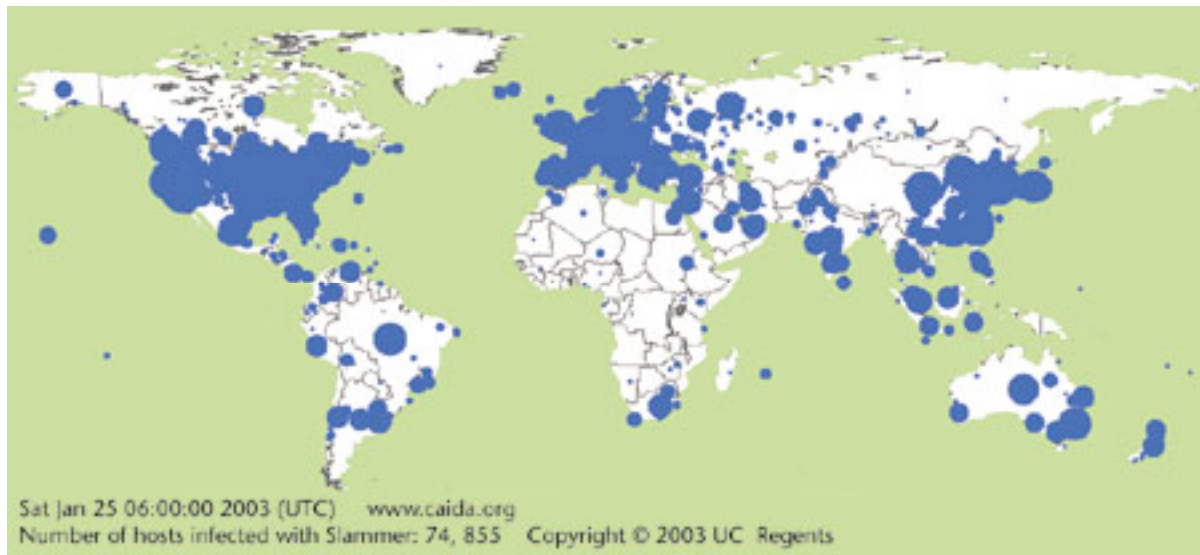 Sat Jan 25 06:00:00 2003 (UTC) www.caida.org
Number of hosts infected with Slammer: 74, 855 Copyright © 2003 UC Regents